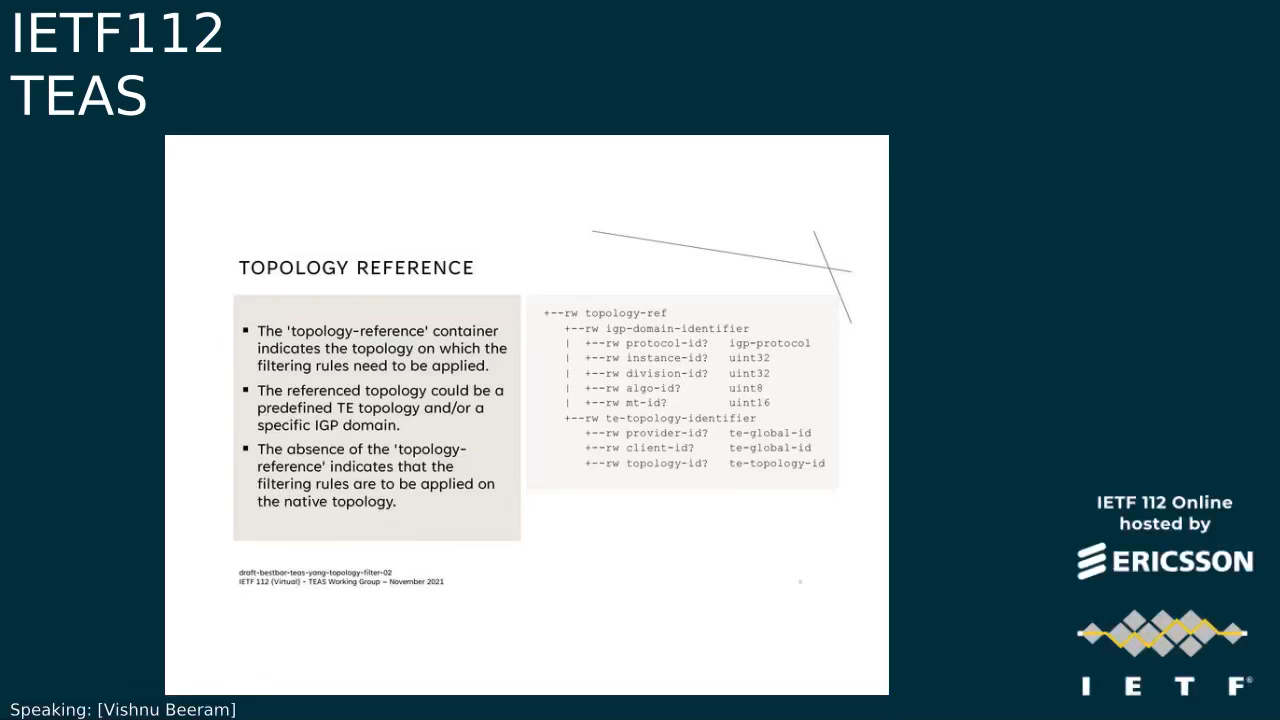 IETF112
TEAS
TOPOLOGY REFERENCE
▪ The 'topology-reference' container
indicates the topology on which the
filtering rules need to be applied.
▪ The referenced topology could be a
predefined TE topology and/or a
specific IGP domain.
▪ The absence of the 'topology-
reference' indicates that the
filtering rules are to be applied on
the native topology.
+--rw topology-ref
   +--rw igp-domain-identifier
   |  +--rw protocol-id?   igp-protocol
   |  +--rw instance-id?   uint32
   |  +--rw division-id?   uint32
   |  +--rw algo-id?       uint8
   |  +--rw mt-id?         uint16
   +--rw te-topology-identifier
      +--rw provider-id?   te-global-id
      +--rw client-id?     te-global-id
      +--rw topology-id?   te-topology-id
draft-bestbar-teas-yang-topology-filter-02
IETF 112 (Virtual) – TEAS Working Group – November 2021
IETF 112 Online
hosted by
ERICSSON
I E T F®
Speaking: [Vishnu Beeram]